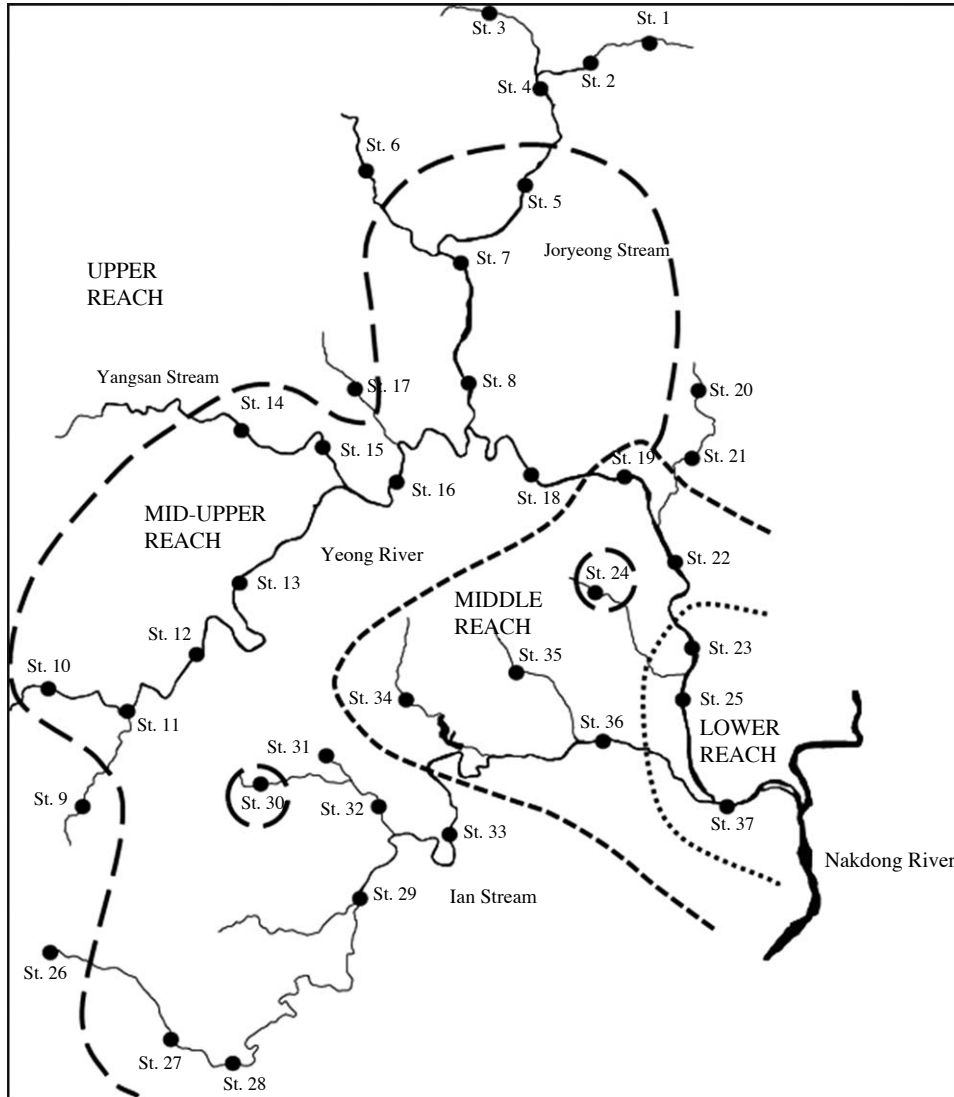 St. 3
St. 1
St. 2
St. 4
St. 6
St. 5
Joryeong Stream
St. 7
UPPER
REACH
Yangsan Stream
St. 17
St. 8
St. 20
St. 14
St. 15
St. 19
St. 21
St. 16
St. 18
MID-UPPER
REACH
Yeong River
St. 22
St. 13
St. 24
MIDDLE
REACH
St. 12
St. 23
St. 35
St. 10
St. 34
St. 25
St. 11
St. 36
LOWER
REACH
St. 31
St. 9
St. 30
St. 32
St. 33
St. 37
Nakdong River
St. 29
Ian Stream
St. 26
St. 27
St. 28